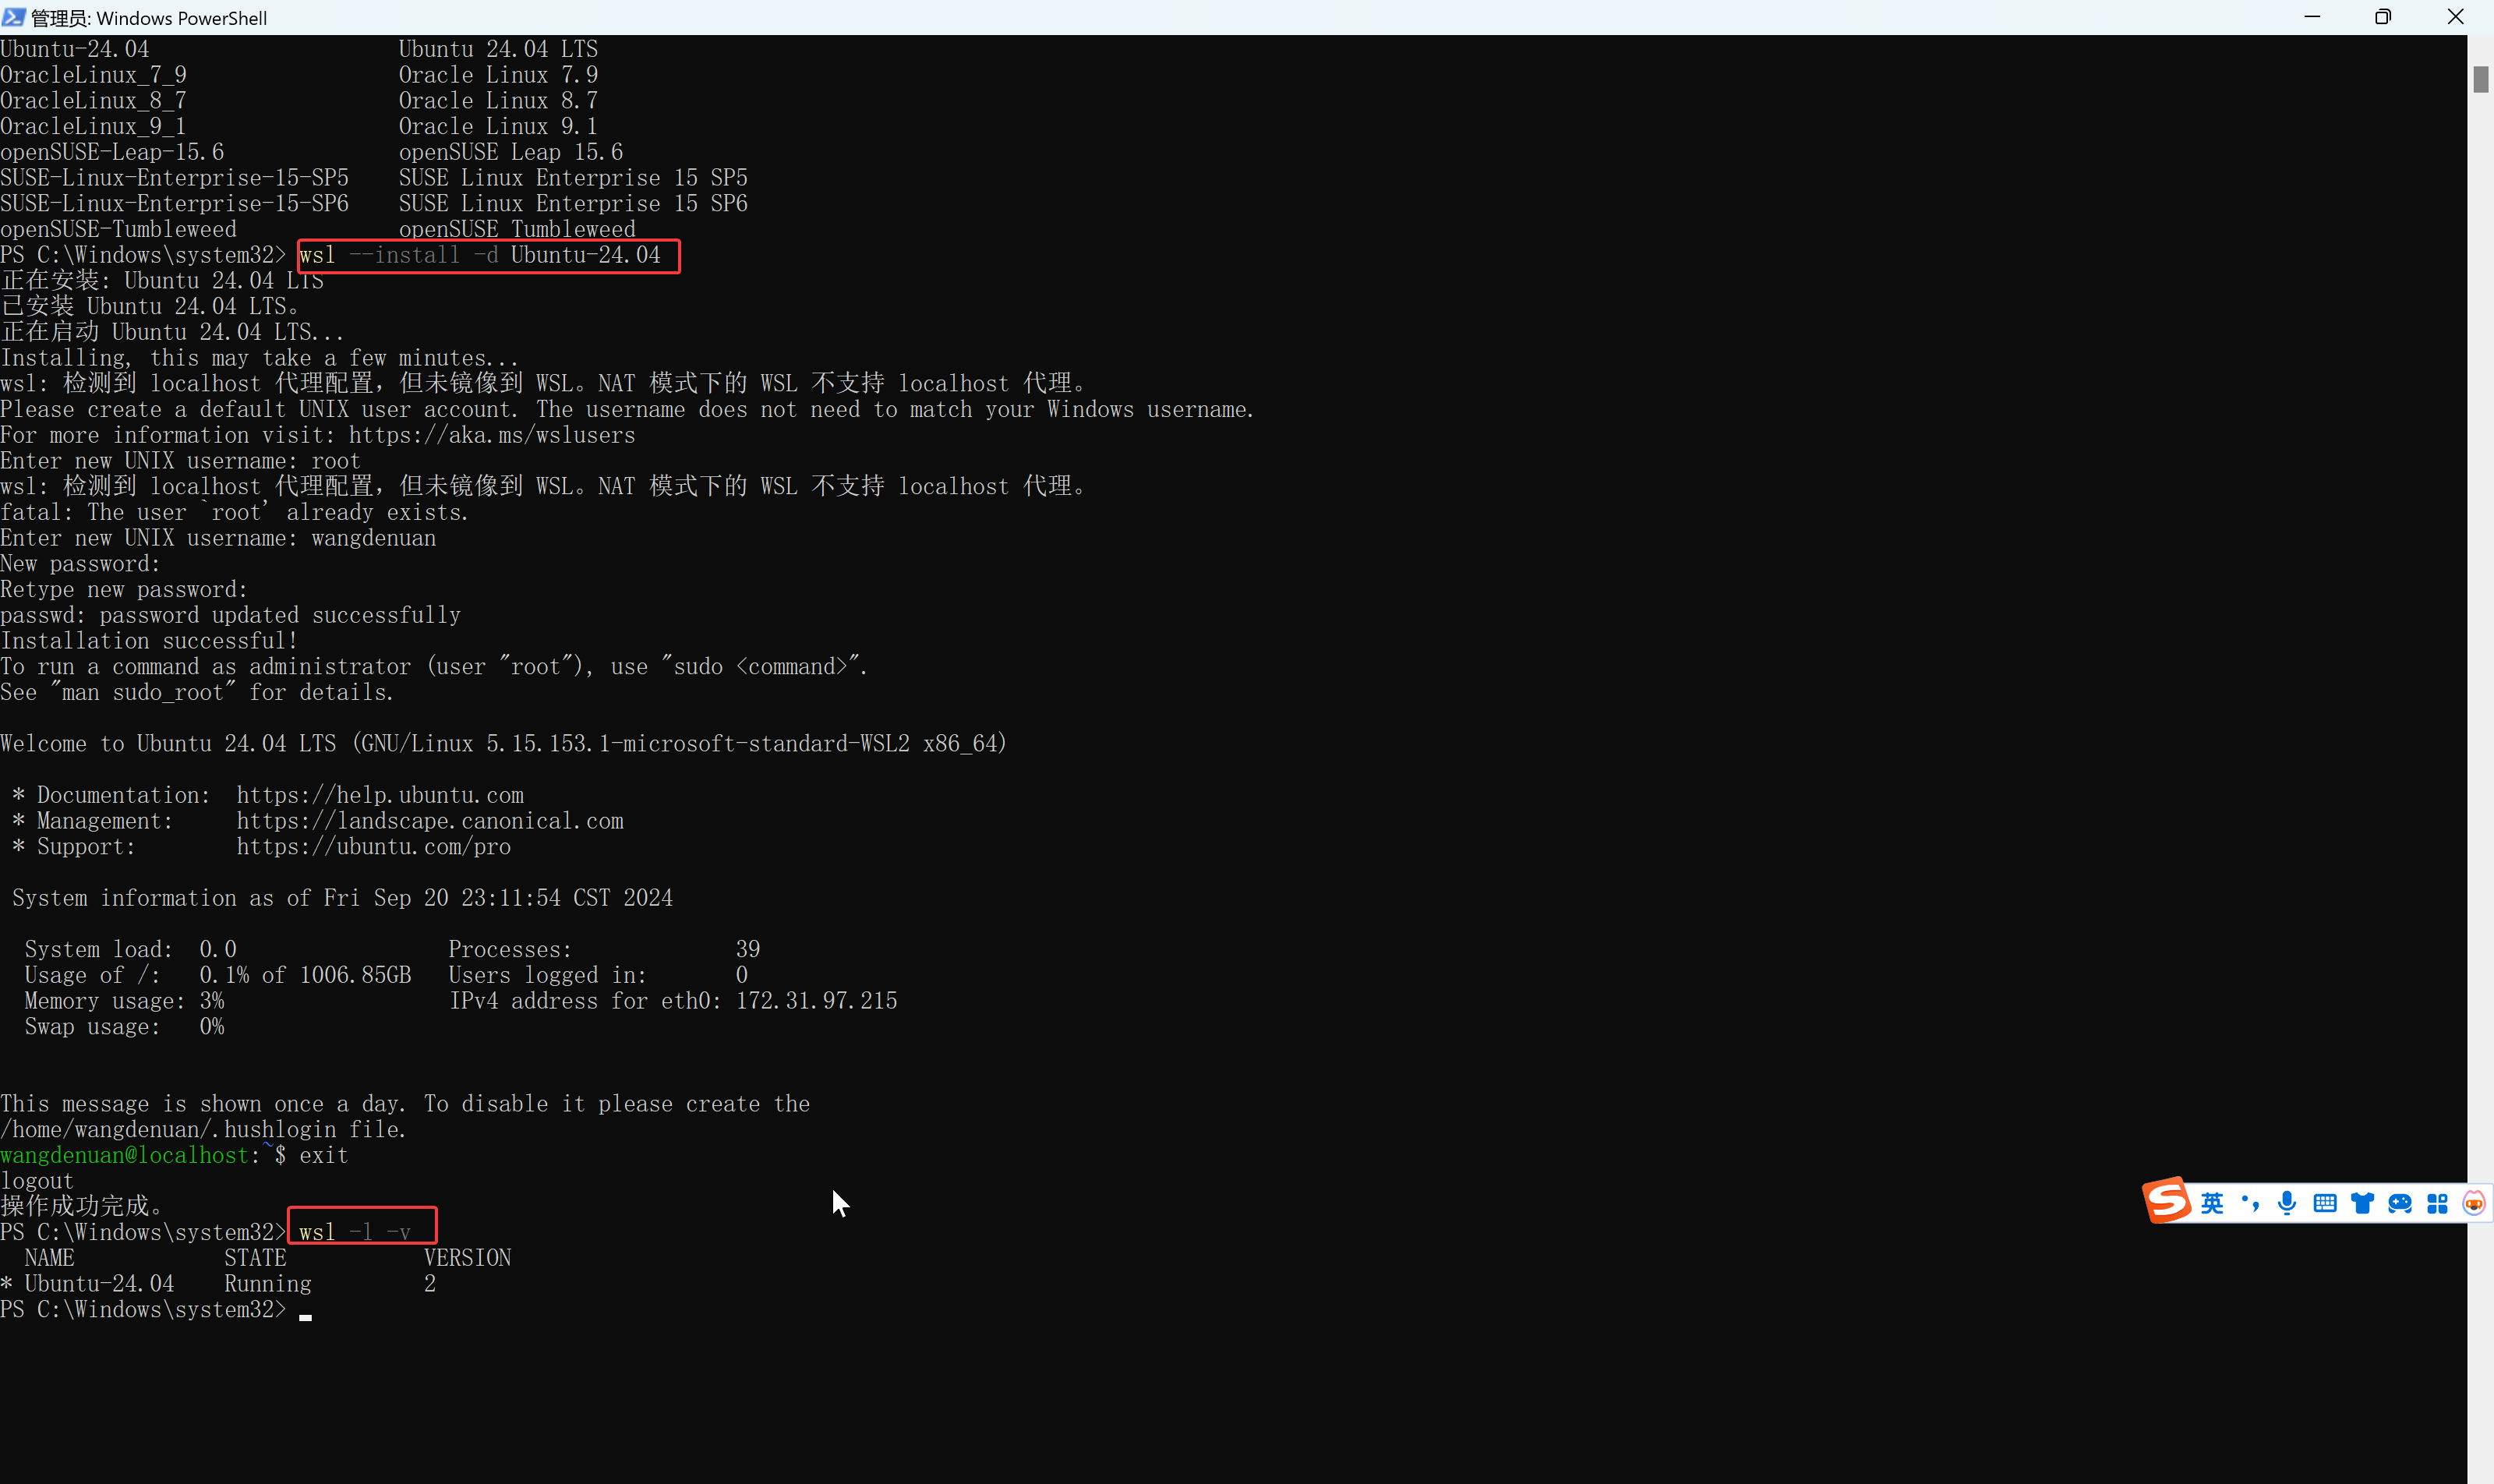 管理员: Windows PowerShell
Ubuntu-24.04                    Ubuntu 24.04 LTS
OracleLinux_7_9                 Oracle Linux 7.9
OracleLinux_8_7                 Oracle Linux 8.7
OracleLinux_9_1                 Oracle Linux 9.1
openSUSE-Leap-15.6              openSUSE Leap 15.6
SUSE-Linux-Enterprise-15-SP5    SUSE Linux Enterprise 15 SP5
SUSE-Linux-Enterprise-15-SP6    SUSE Linux Enterprise 15 SP6
openSUSE-Tumbleweed             openSUSE Tumbleweed
PS C:\Windows\system32> wsl --install -d Ubuntu-24.04
正在安装: Ubuntu 24.04 LTS
已安装 Ubuntu 24.04 LTS。
正在启动 Ubuntu 24.04 LTS...
Installing, this may take a few minutes...
wsl: 检测到 localhost 代理配置，但未镜像到 WSL。NAT 模式下的 WSL 不支持 localhost 代理。
Please create a default UNIX user account. The username does not need to match your Windows username.
For more information visit: https://aka.ms/wslusers
Enter new UNIX username: root
wsl: 检测到 localhost 代理配置，但未镜像到 WSL。NAT 模式下的 WSL 不支持 localhost 代理。
fatal: The user `root' already exists.
Enter new UNIX username: wangdenuan
New password:
Retype new password:
passwd: password updated successfully
Installation successful!
To run a command as administrator (user "root"), use "sudo <command>".
See "man sudo_root" for details.
Welcome to Ubuntu 24.04 LTS (GNU/Linux 5.15.153.1-microsoft-standard-WSL2 x86_64)
 * Documentation:  https://help.ubuntu.com
 * Management:     https://landscape.canonical.com
 * Support:        https://ubuntu.com/pro
 System information as of Fri Sep 20 23:11:54 CST 2024
  System load:  0.0                 Processes:             39
  Usage of /:   0.1% of 1006.85GB   Users logged in:       0
  Memory usage: 3%                  IPv4 address for eth0: 172.31.97.215
  Swap usage:   0%
This message is shown once a day. To disable it please create the
/home/wangdenuan/.hushlogin file.
wangdenuan@localhost:~$ exit
logout
操作成功完成。
PS C:\Windows\system32> wsl -l -v
  NAME            STATE           VERSION
* Ubuntu-24.04    Running         2
PS C:\Windows\system32>
S 英